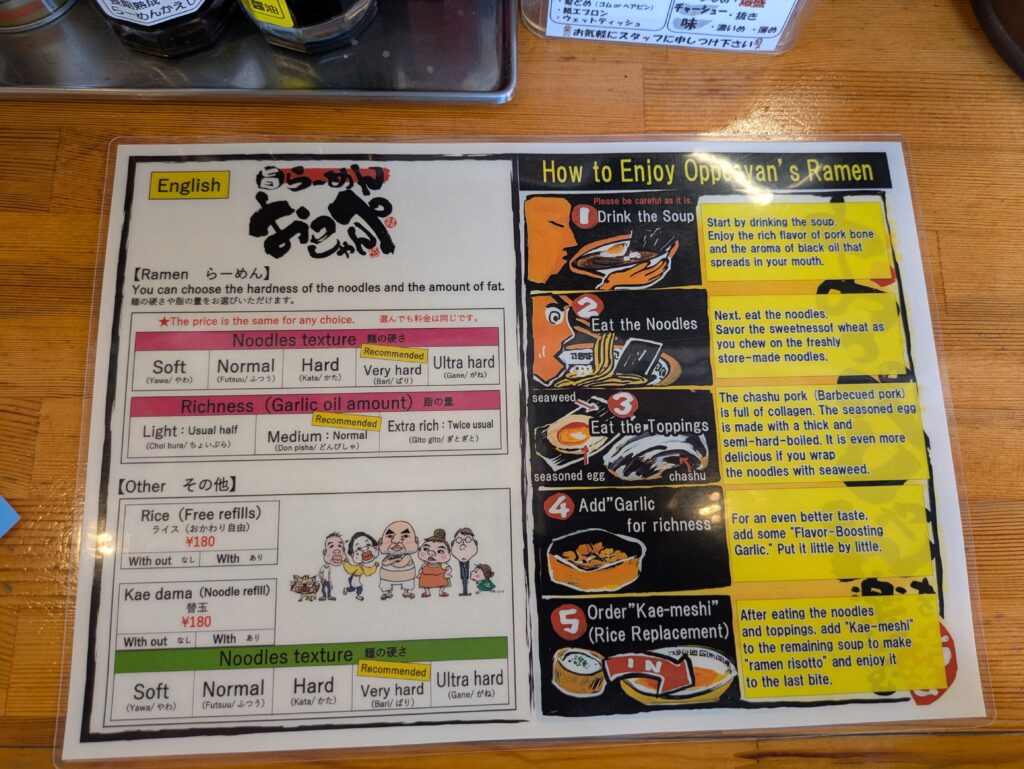 らーめんかえし
醤油
・紙エプロン
・ウェットティッシュ
チャーシュー・抜き
味
・濃いめ・薄め
お気軽にスタッフに申しつけ下さい
English
旨らーめん
おっぺしゃん
【Ramen らーめん】
You can choose the hardness of the noodles and the amount of fat.
麺の硬さや脂の量をお選びいただけます。
★The price is the same for any choice. 選んでも料金は同じです。
Noodles texture 麺の硬さ
Recommended
Soft Normal Hard Very hard Ultra hard
(Yawa/やわ) (Futsuu/ふつう) (Kata/かた) (Bari/ばり) (Gane/がね)
Richness (Garlic oil amount) 脂の量
Recommended
Light：Usual half Medium：Normal Extra rich：Twice usual
(Choi bura/ちょいぶら) (Don pisha/どんぴしゃ) (Gito gito/ぎとぎと)
【Other その他】
Rice (Free refills)
ライス（おかわり自由）
¥180
With out なし With あり
Kae dama (Noodle refill)
替玉
¥180
With out なし With あり
Noodles texture 麺の硬さ
Recommended
Soft Normal Hard Very hard Ultra hard
(Yawa/やわ) (Futsuu/ふつう) (Kata/かた) (Bari/ばり) (Gane/がね)
How to Enjoy 's Ramen
Please be careful as it is.
1 Drink the Soup
Start by drinking the soup
Enjoy the rich flavor of pork bone
and the aroma of black oil that
spreads in your mouth.
2
Eat the Noodles
Next, eat the noodles.
Savor the sweetnessof wheat as
you chew on the freshly
store-made noodles.
seaweed
3
Eat the Toppings
seasoned egg chashu
The chashu pork (Barbecued pork)
is full of collagen. The seasoned egg
is made with a thick and
semi-hard-boiled. It is even more
delicious if you wrap
the noodles with seaweed.
4 Add"Garlic
for richness
For an even better taste,
add some "Flavor-Boosting
Garlic." Put it little by little.
5 Order"Kae-meshi"
(Rice Replacement)
IN
After eating the noodles
and toppings, add "Kae-meshi"
to the remaining soup to make
"ramen risotto" and enjoy it
to the last bite.